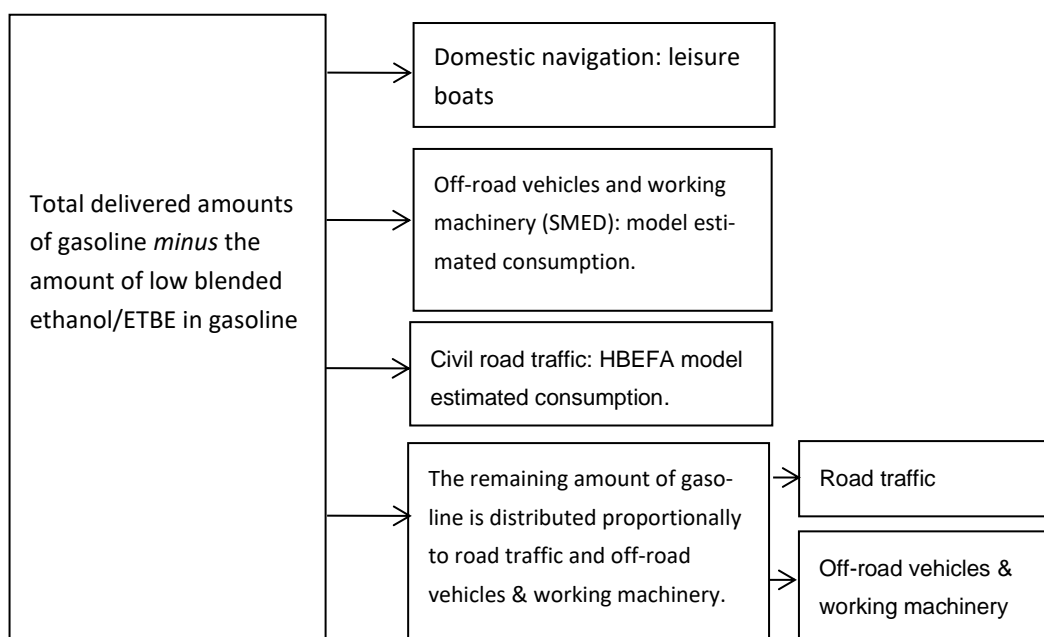 Total delivered amounts
of gasoline minus the
amount of low blended
ethanol/ETBE in gasoline
Domestic navigation: leisure
boats
Off-road vehicles and working
machinery (SMED): model esti-
mated consumption.
Civil road traffic: HBEFA model
estimated consumption.
The remaining amount of gaso-
line is distributed proportionally
to road traffic and off-road
vehicles & working machinery.
Road traffic
Off-road vehicles &
working machinery